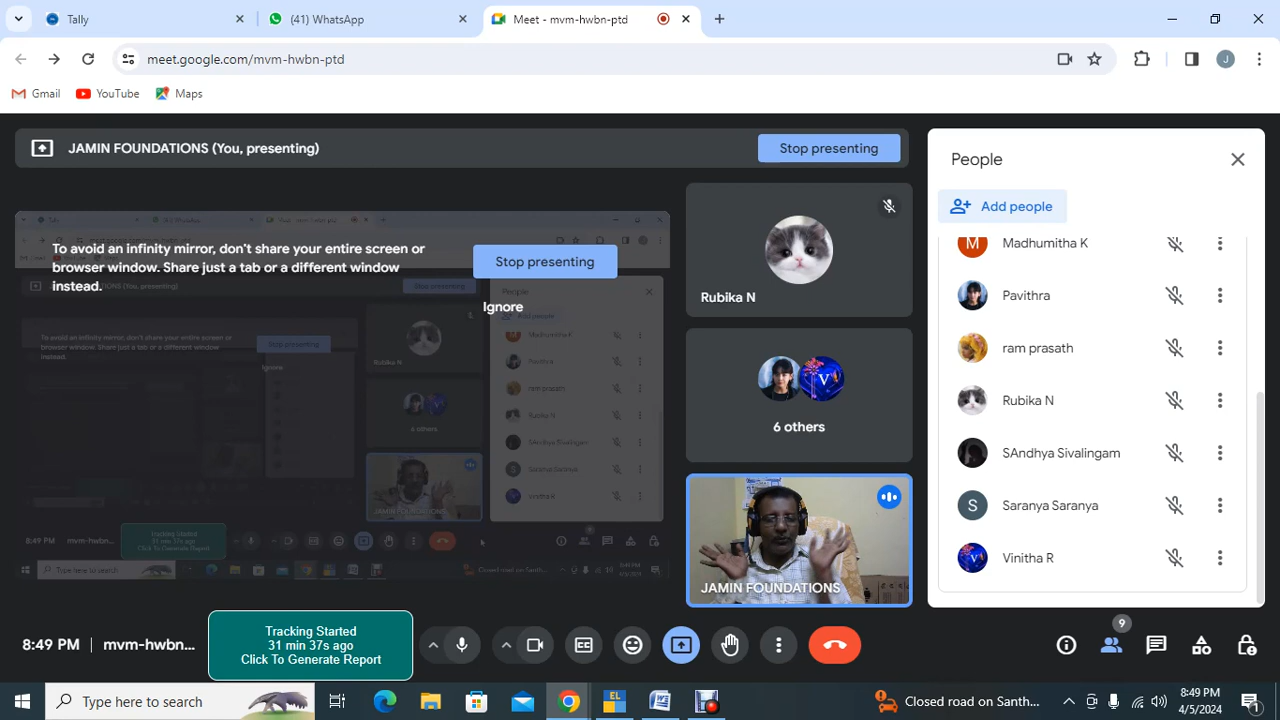 Tally
(41) WhatsApp
Meet - mvm-hwbn-ptd
meet.google.com/mvm-hwbn-ptd
J
Gmail
YouTube
Maps
JAMIN FOUNDATIONS (You, presenting)
Stop presenting
People
Add people
To avoid an infinity mirror, don't share your entire screen or
browser window. Share just a tab or a different window
instead.
Stop presenting
Ignore
Rubika N
6 others
JAMIN FOUNDATIONS
M
Madhumitha K
Pavithra
ram prasath
Rubika N
SAndhya Sivalingam
S
Saranya Saranya
Vinitha R
V
8:49 PM
mvm-hwbn...
Tracking Started
31 min 37s ago
Click To Generate Report
9
Type here to search
EL
Closed road on Santh...
8:49 PM
4/5/2024
1